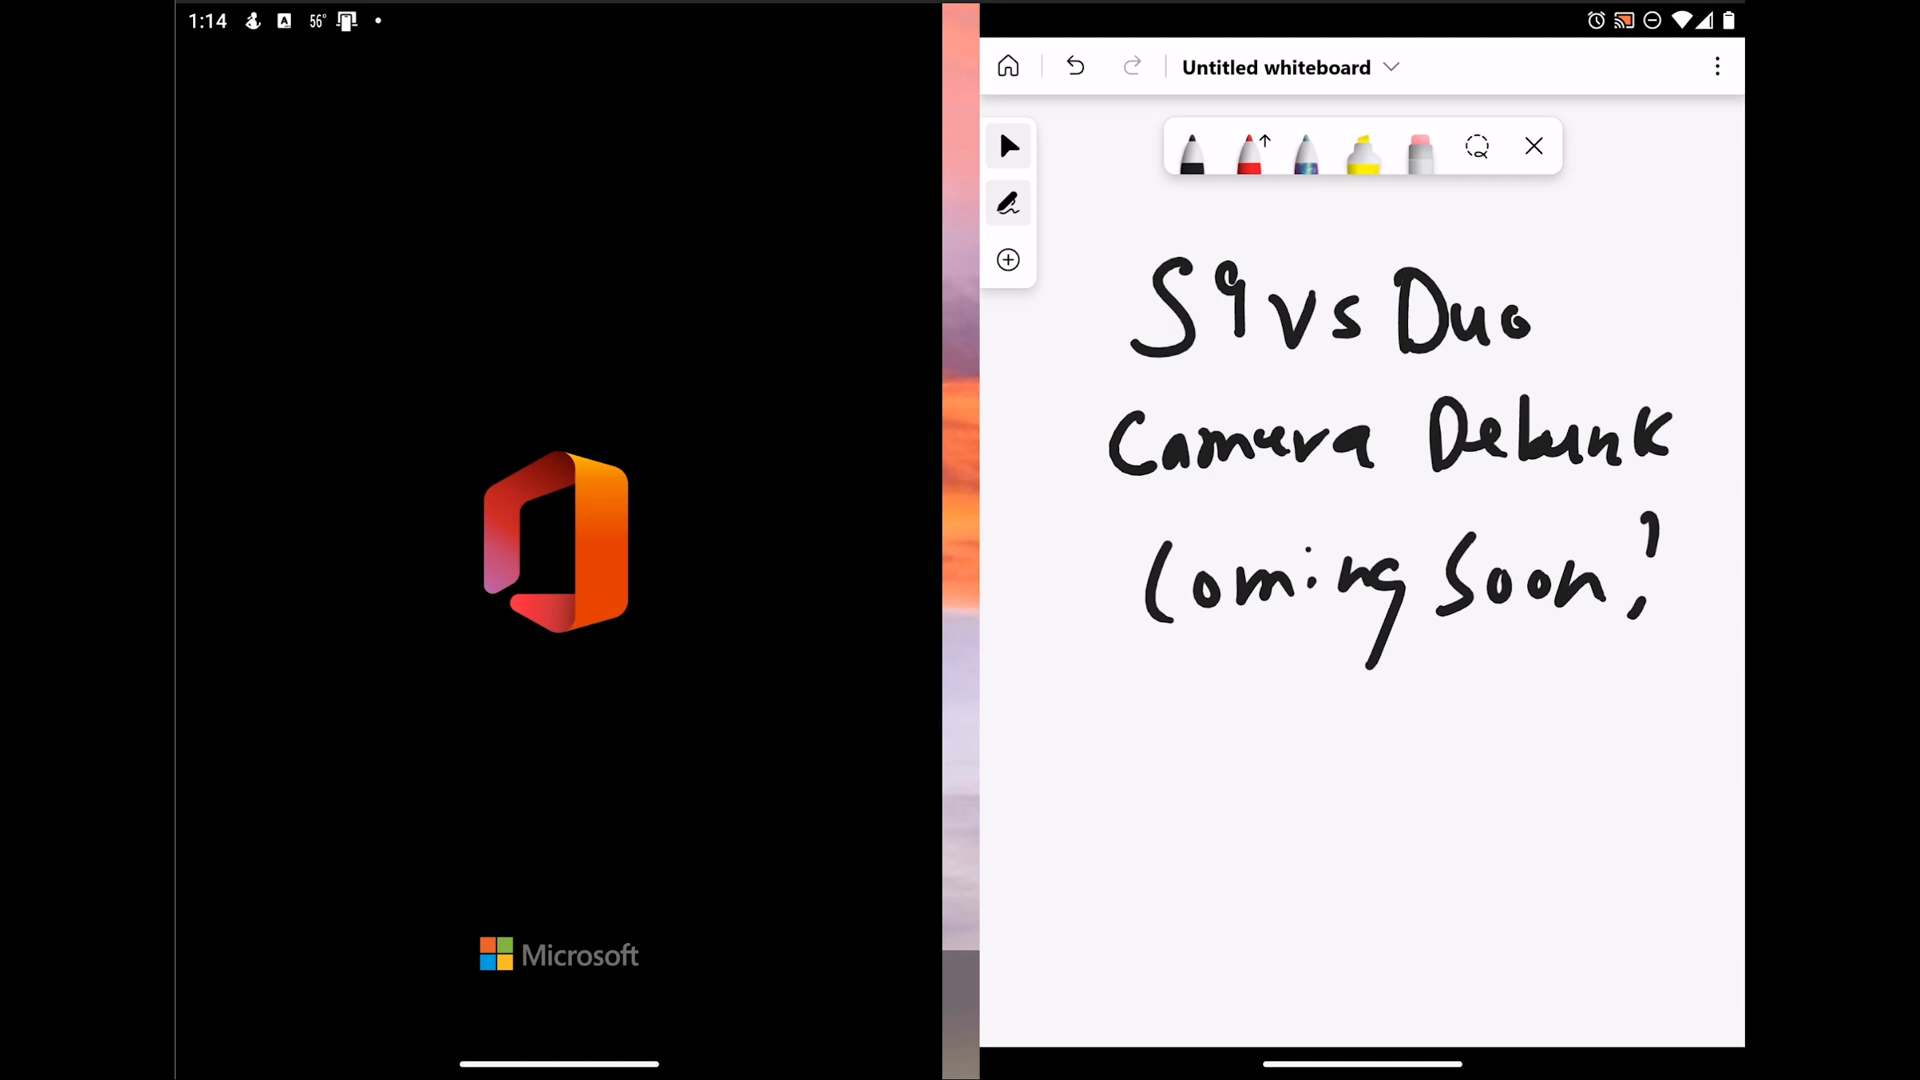 1:14
A 56°
Untitled whiteboard
S9 vs Duo
Camera Debunk
Coming Soon!
Microsoft